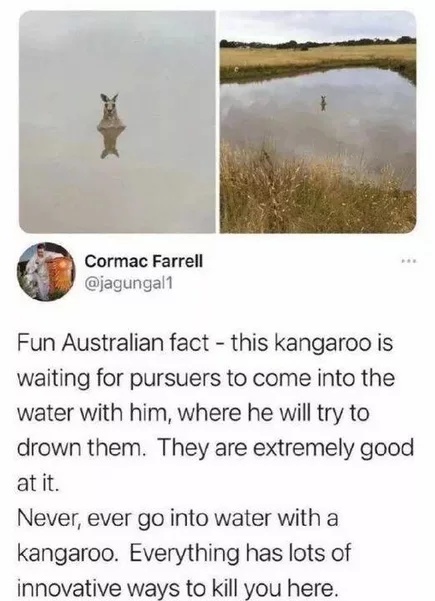 Cormac Farrell
@jagungal1
Fun Australian fact - this kangaroo is
waiting for pursuers to come into the
water with him, where he will try to
drown them. They are extremely good
at it.
Never, ever go into water with a
kangaroo. Everything has lots of
innovative ways to kill you here.